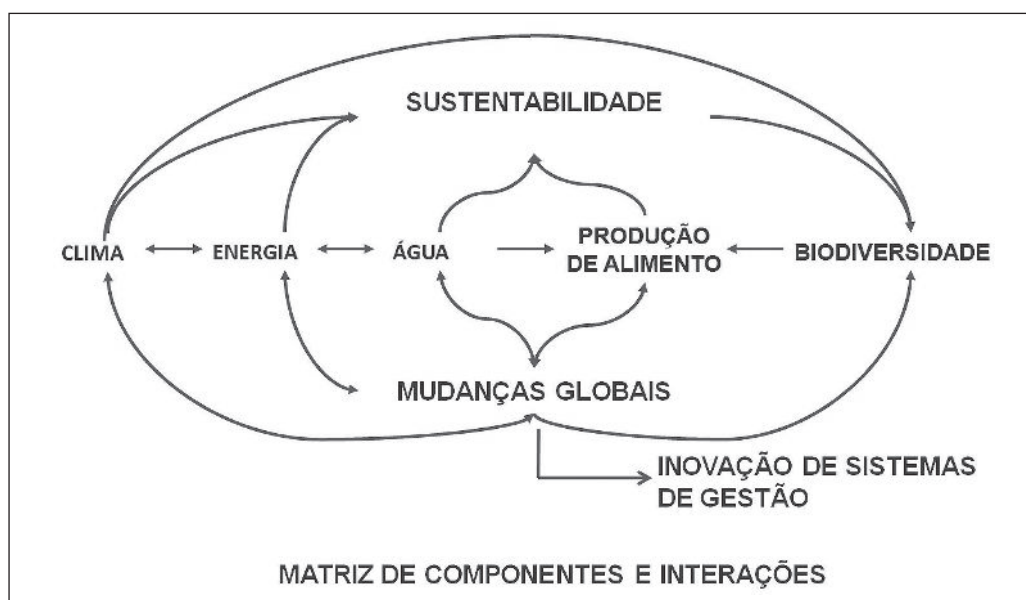 SUSTENTABILIDADE
CLIMA
ENERGIA
ÁGUA
PRODUÇÃO
DE ALIMENTO
BIODIVERSIDADE
MUDANÇAS GLOBAIS
INOVAÇÃO DE SISTEMAS
DE GESTÃO
MATRIZ DE COMPONENTES E INTERAÇÕES